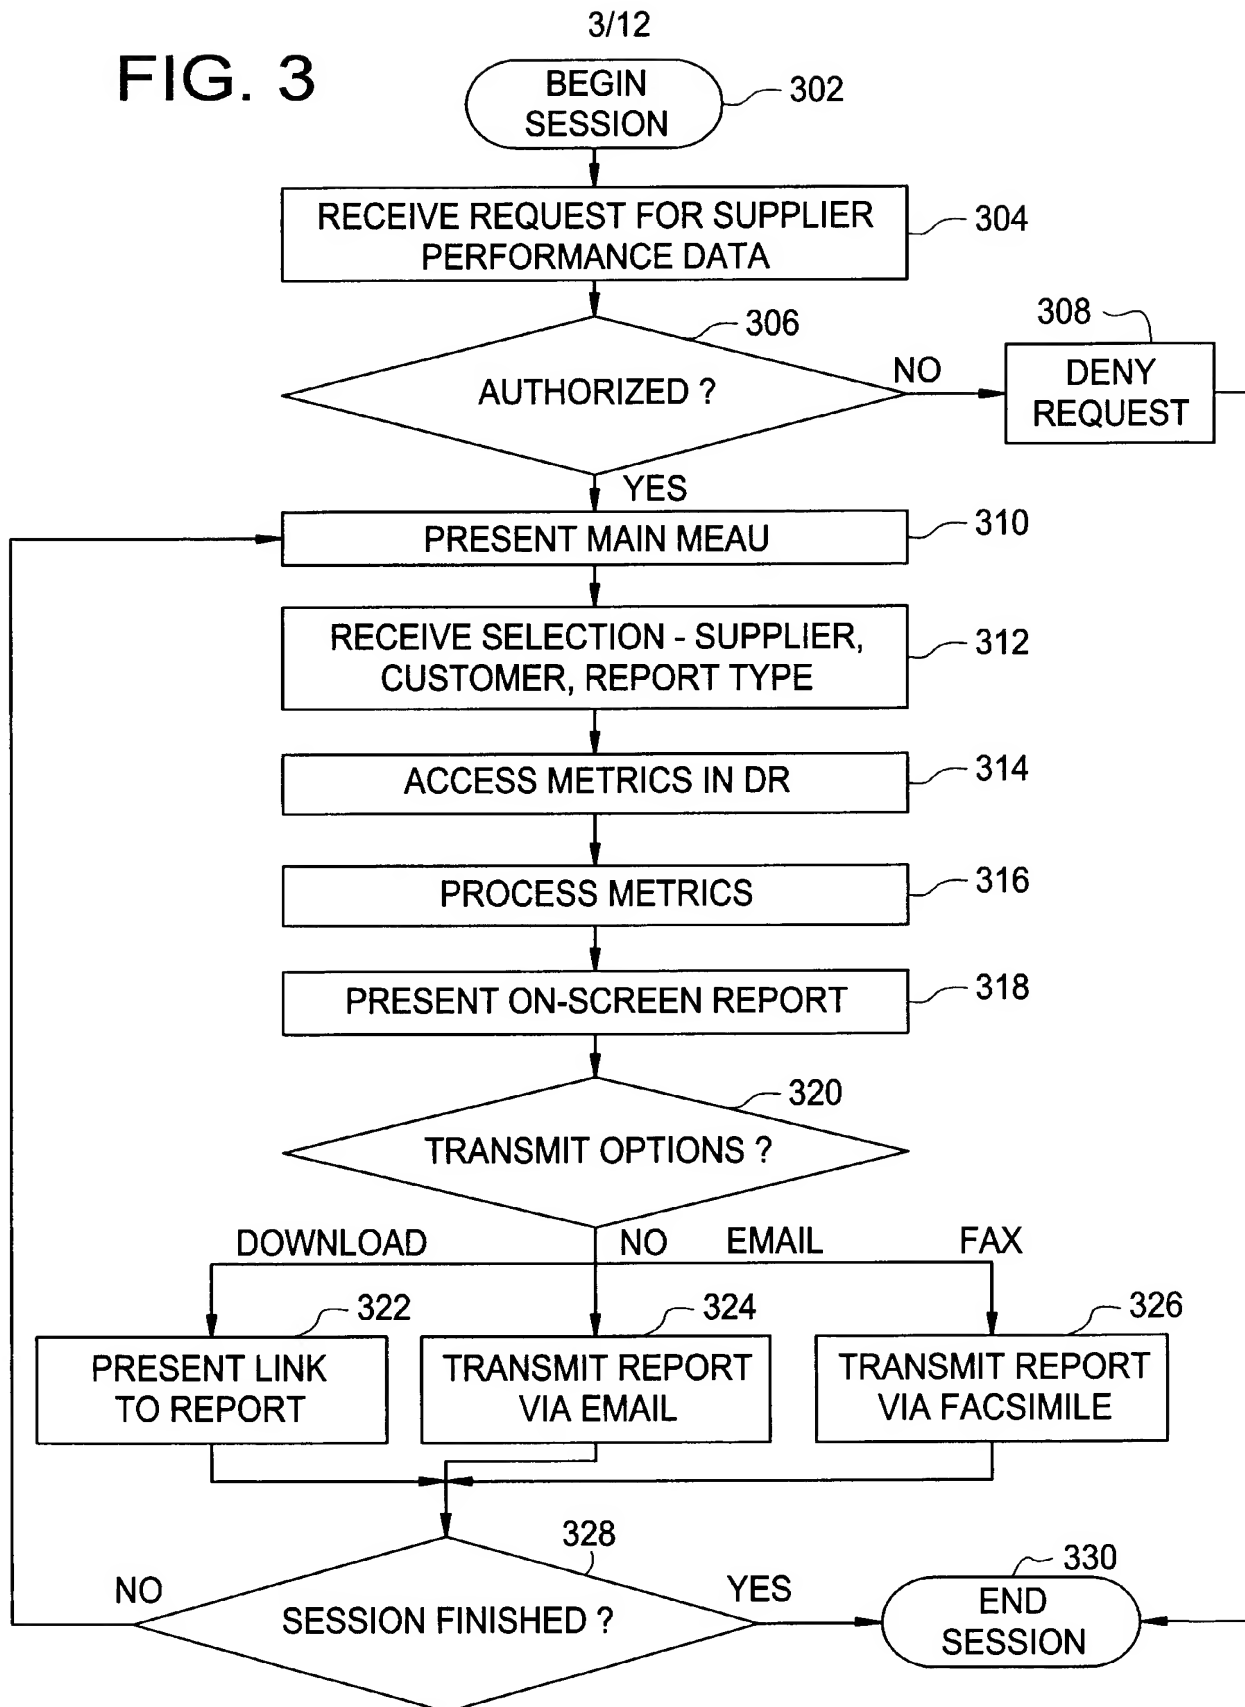 3/12
FIG. 3
BEGIN
SESSION
302
RECEIVE REQUEST FOR SUPPLIER
PERFORMANCE DATA
304
306
AUTHORIZED ?
NO
308
DENY
REQUEST
YES
PRESENT MAIN MEAU
310
RECEIVE SELECTION - SUPPLIER,
CUSTOMER, REPORT TYPE
312
ACCESS METRICS IN DR
314
PROCESS METRICS
316
PRESENT ON-SCREEN REPORT
318
320
TRANSMIT OPTIONS ?
DOWNLOAD
NO
EMAIL
FAX
322
PRESENT LINK
TO REPORT
324
TRANSMIT REPORT
VIA EMAIL
326
TRANSMIT REPORT
VIA FACSIMILE
328
NO
SESSION FINISHED ?
YES
330
END
SESSION